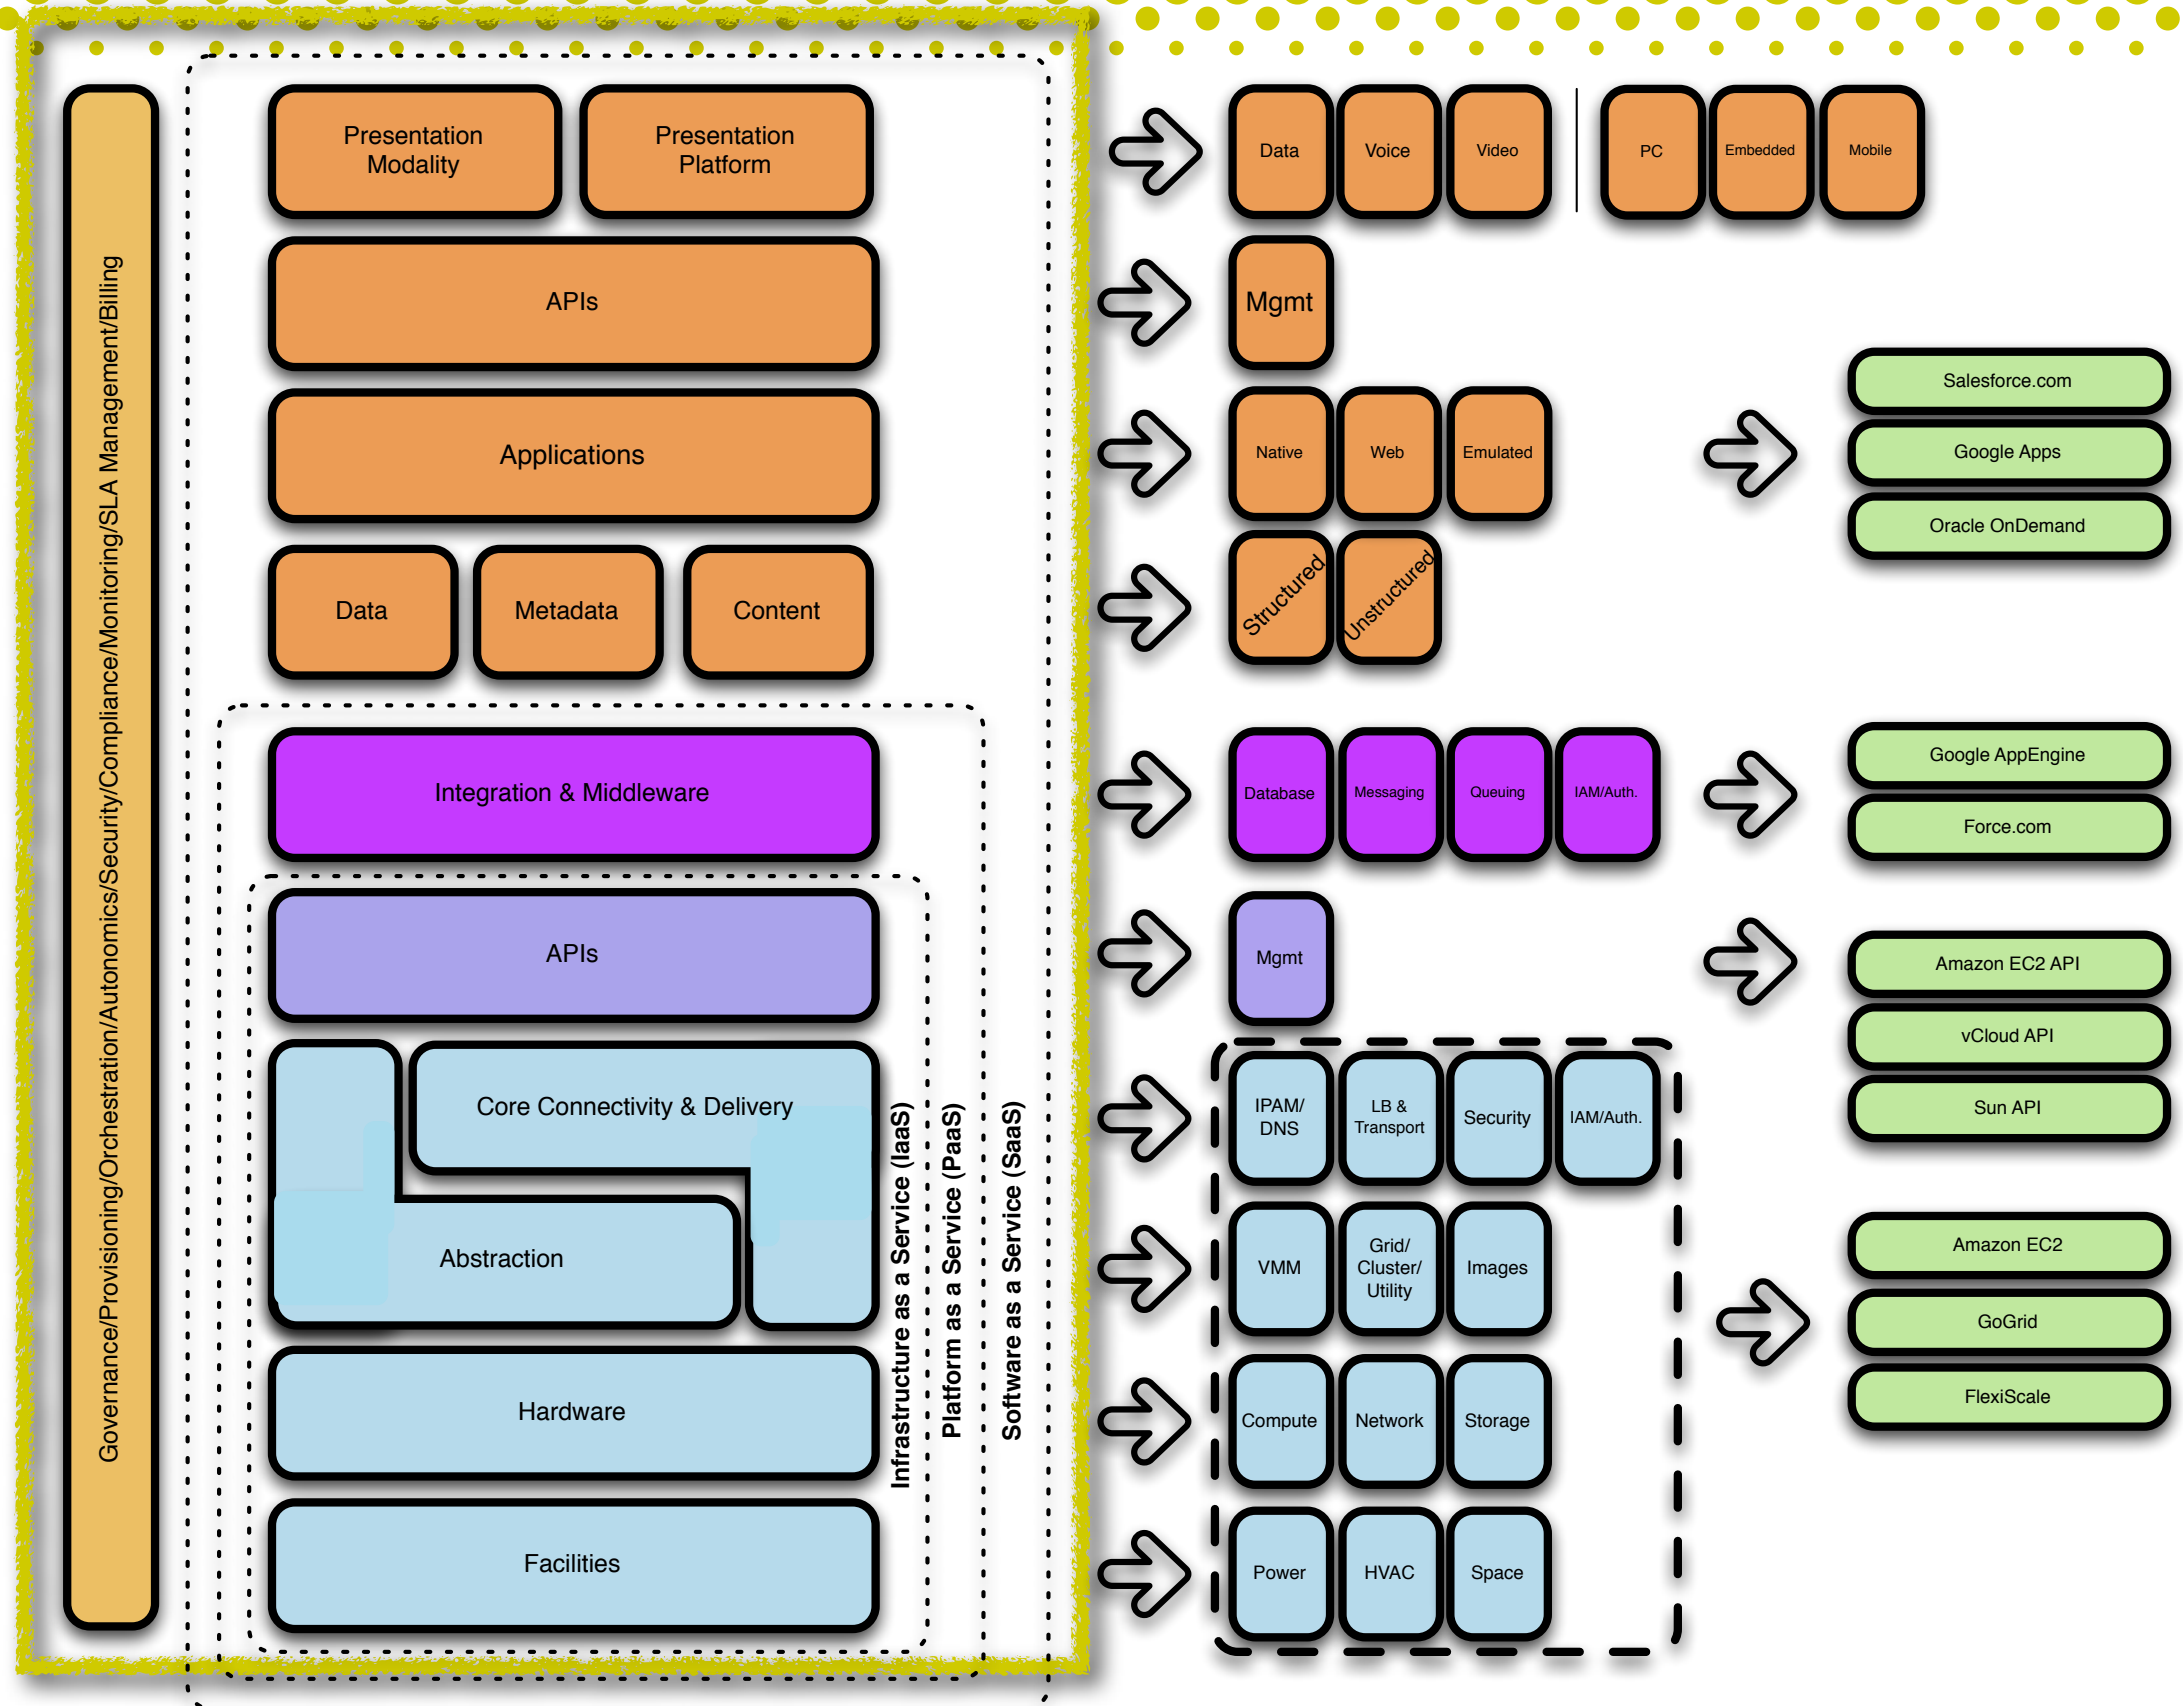 Governance/Provisioning/Orchestration/Autonomics/Security/Compliance/Monitoring/SLA Management/Billing
Presentation
Modality
Presentation
Platform
Data
Voice
Video
PC
Embedded
Mobile
APIs
Mgmt
Applications
Native
Web
Emulated
Salesforce.com
Google Apps
Oracle OnDemand
Data
Metadata
Content
Structured
Unstructured
Integration & Middleware
Database
Messaging
Queuing
IAM/Auth.
Google AppEngine
Force.com
APIs
Mgmt
Amazon EC2 API
vCloud API
Sun API
Core Connectivity & Delivery
IPAM/
DNS
LB &
Transport
Security
IAM/Auth.
Abstraction
VMM
Grid/
Cluster/
Utility
Images
Amazon EC2
GoGrid
FlexiScale
Hardware
Compute
Network
Storage
Facilities
Power
HVAC
Space
Infrastructure as a Service (IaaS)
Platform as a Service (PaaS)
Software as a Service (SaaS)